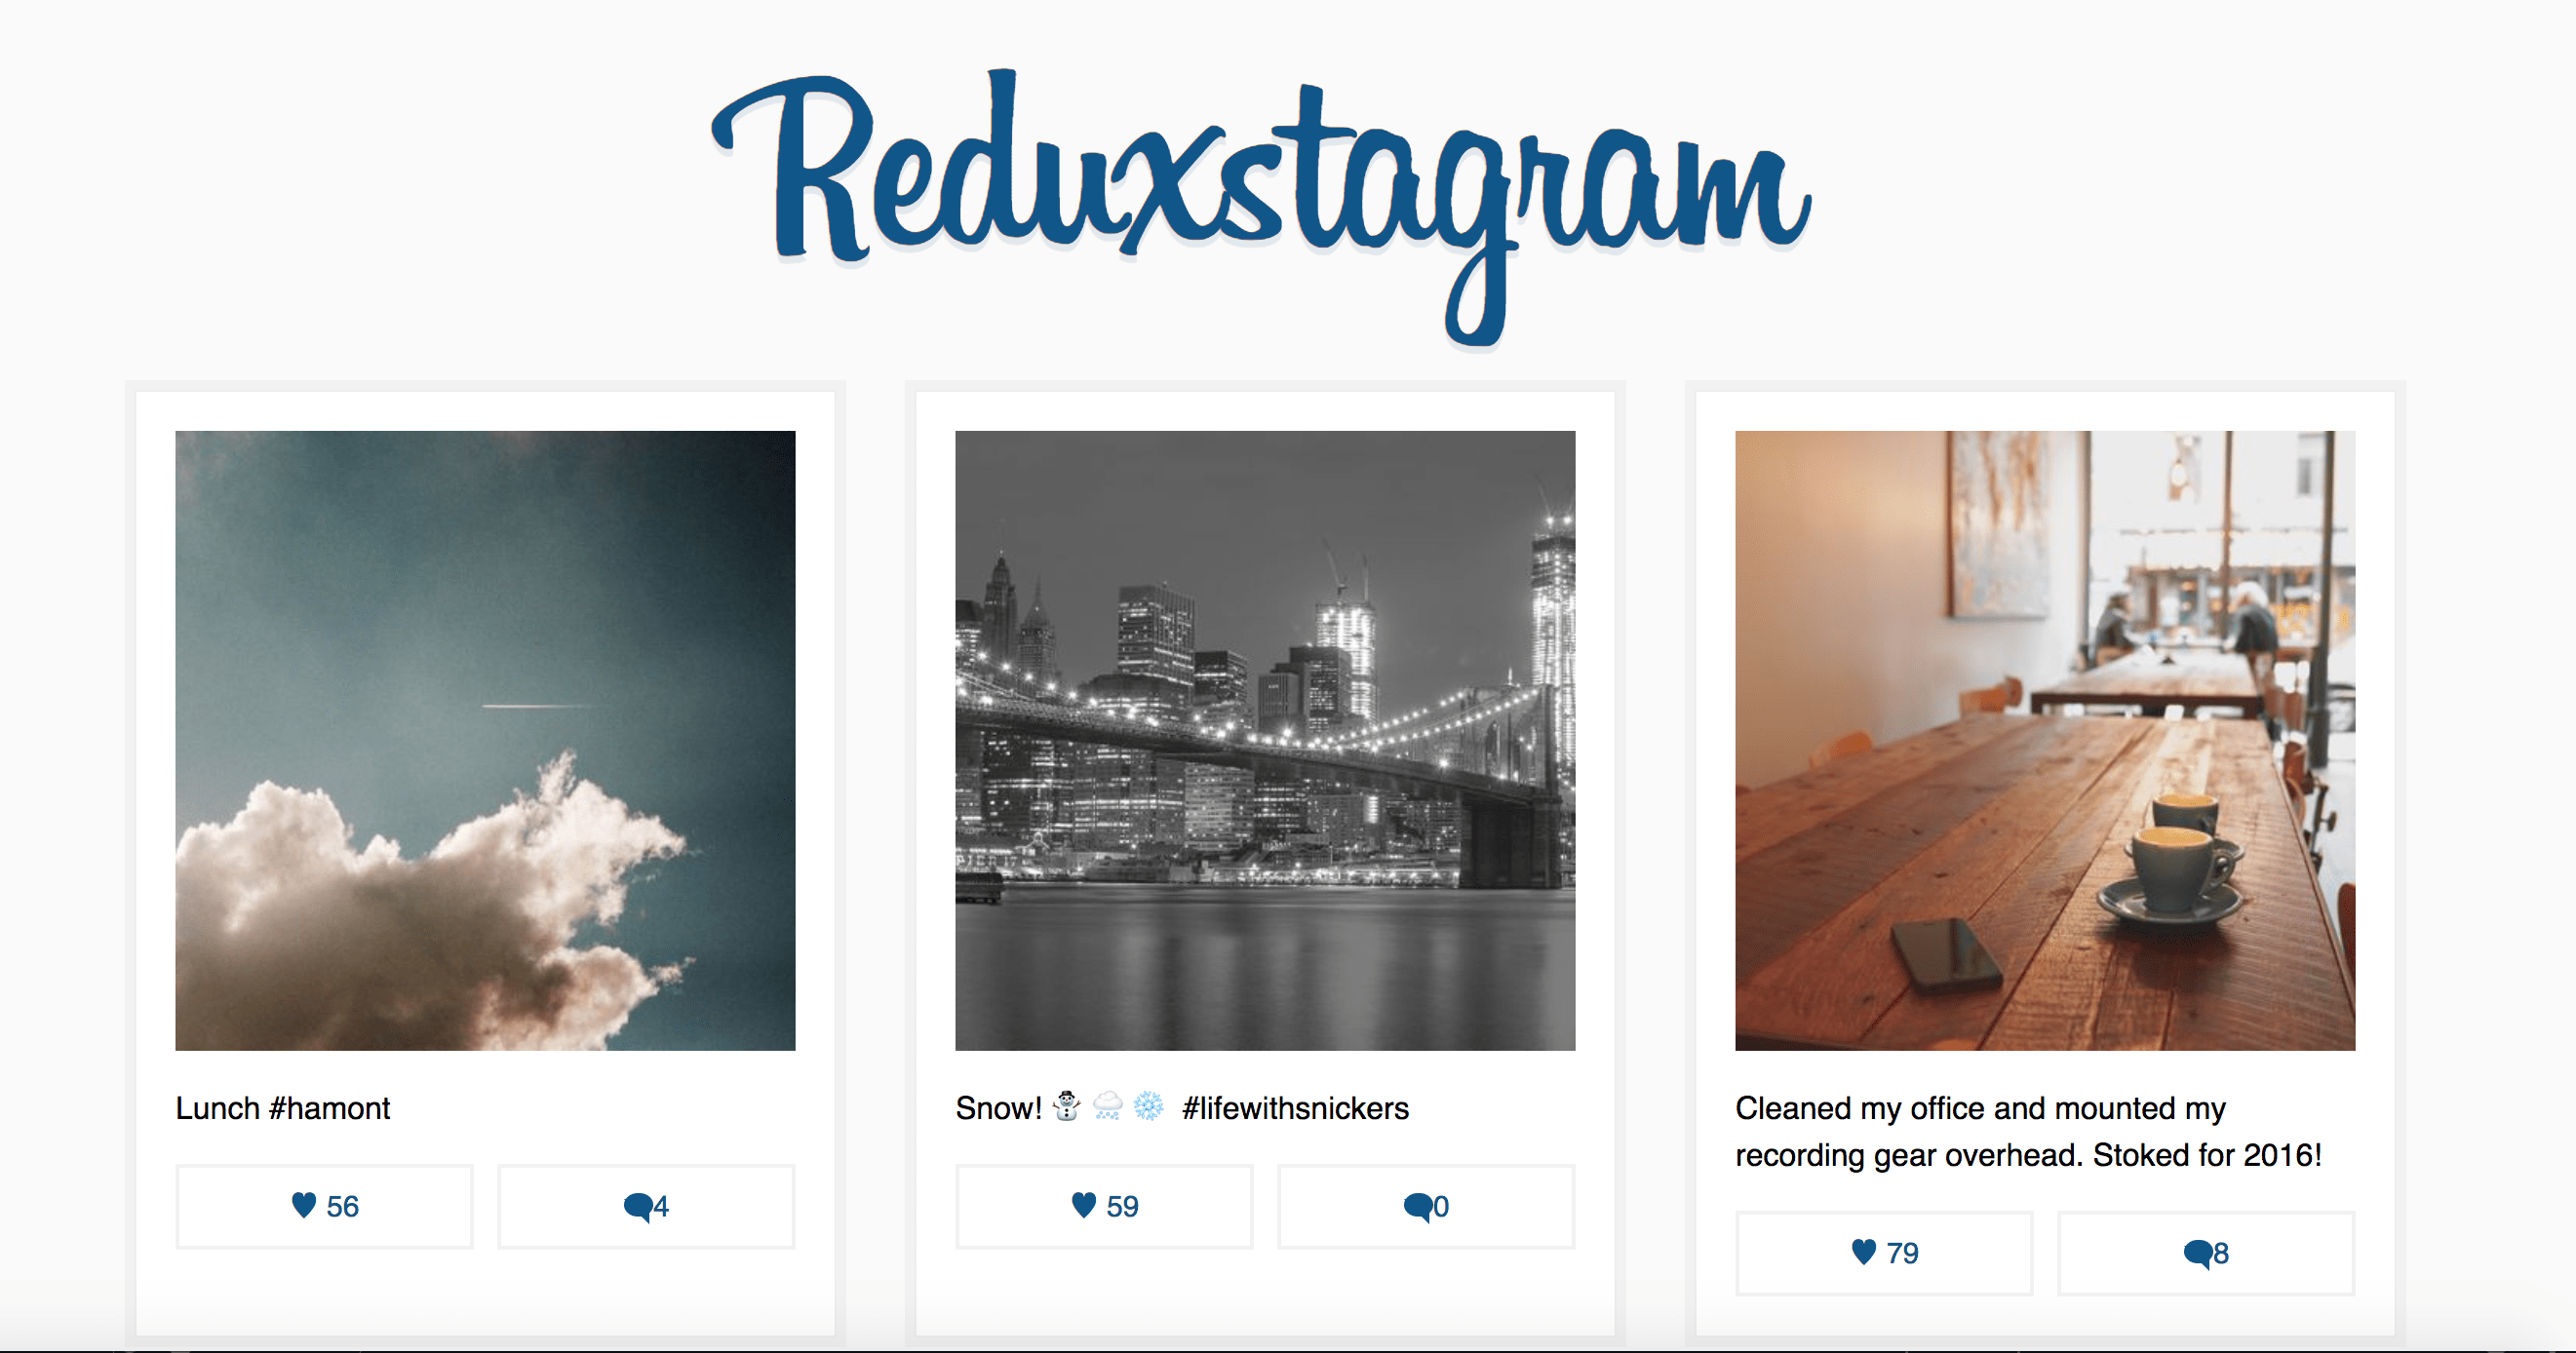 Reduxstagram
Lunch #hamont
56
4
Snow! ☃️🌨❄️ #lifewithsnickers
59
0
Cleaned my office and mounted my
recording gear overhead. Stoked for 2016!
79
8